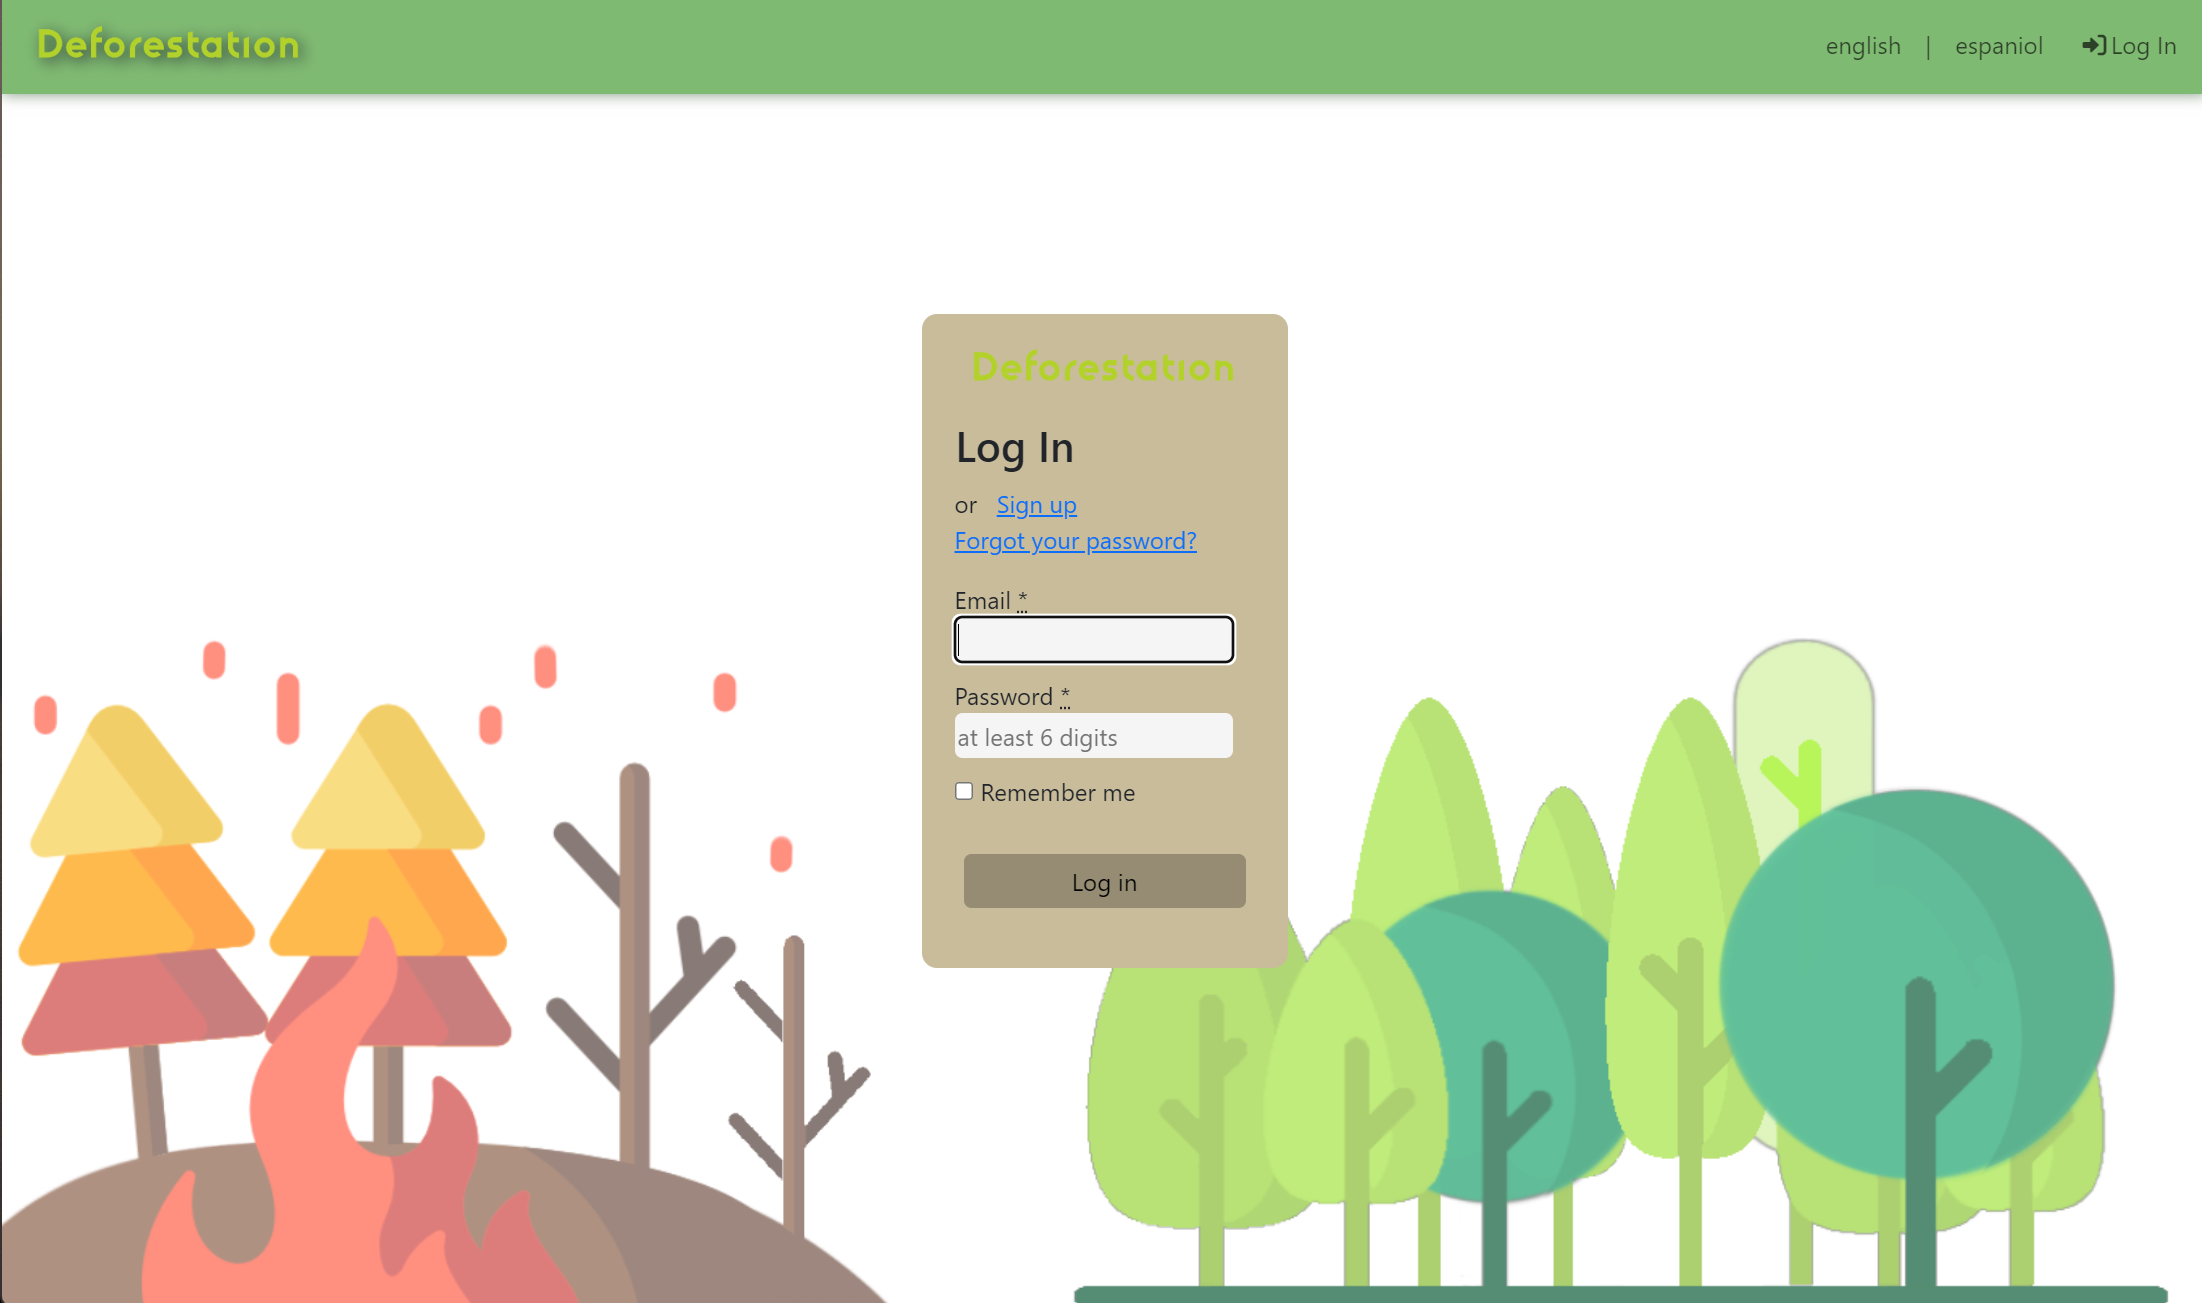 Deforestation
english | espaniol Log In
Deforestation
Log In
or Sign up
Forgot your password?
Email *
Password *
at least 6 digits
Remember me
Log in